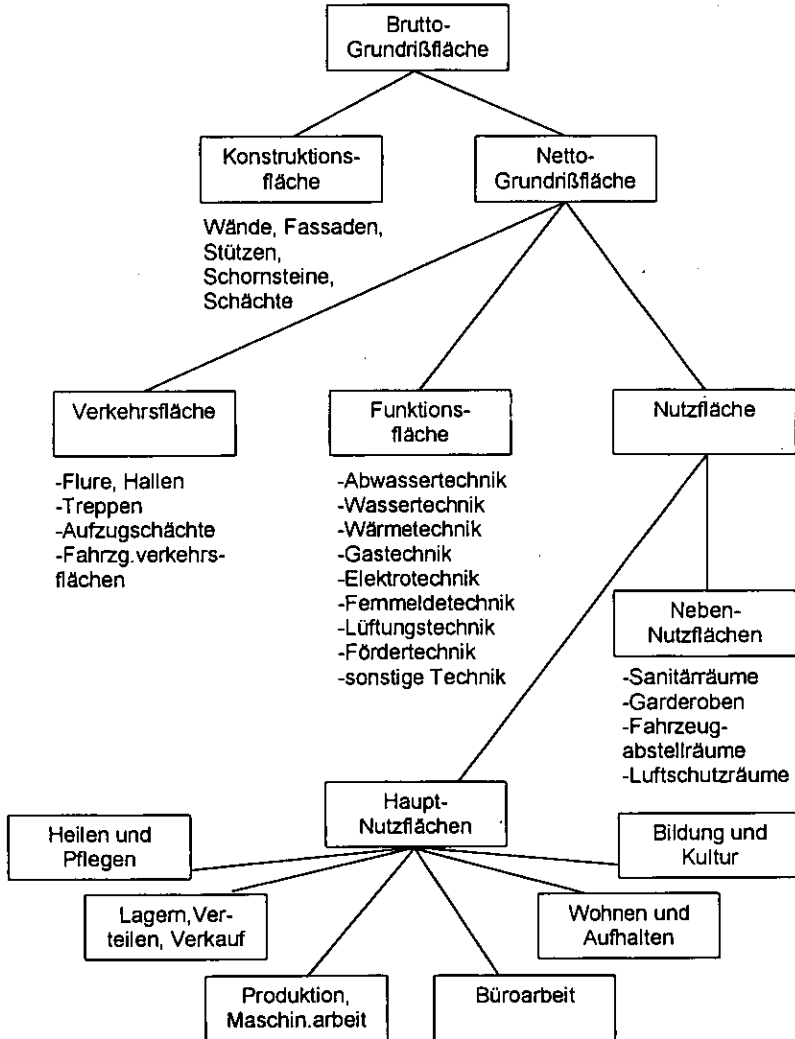 Brutto-
Grundrißfläche
Konstruktions-
fläche
Netto-
Grundrißfläche
Wände, Fassaden,
Stützen,
Schornsteine,
Schächte
Verkehrsfläche
Funktions-
fläche
Nutzfläche
-Flure, Hallen
-Treppen
-Aufzugschächte
-Fahrzg.verkehrs-
flächen
-Abwassertechnik
-Wassertechnik
-Wärmetechnik
-Gastechnik
-Elektrotechnik
-Fernmeldetechnik
-Lüftungstechnik
-Fördertechnik
-sonstige Technik
Neben-
Nutzflächen
-Sanitärräume
-Garderoben
-Fahrzeug-
abstellräume
-Luftschutzräume
Haupt-
Nutzflächen
Heilen und
Pflegen
Bildung und
Kultur
Lagern,Ver-
teilen, Verkauf
Wohnen und
Aufhalten
Produktion,
Maschin.arbeit
Büroarbeit